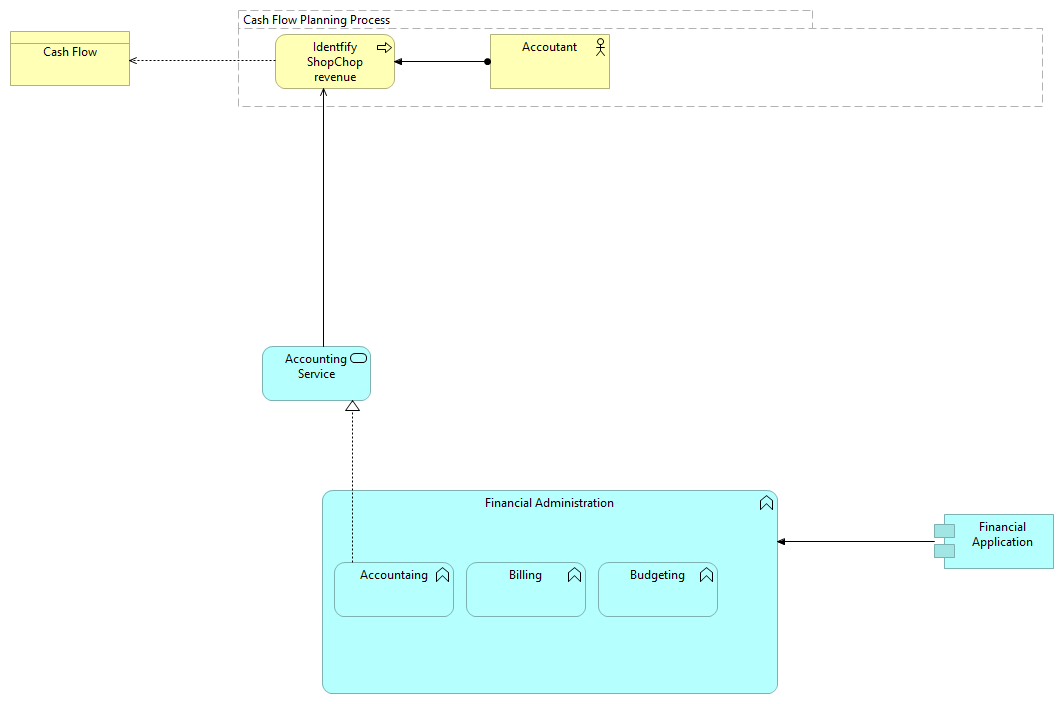 Cash Flow Planning Process
Cash Flow
Identfify
ShopChop
revenue
Accoutant
Accounting
Service
Financial Administration
Accountaing
Billing
Budgeting
Financial
Application